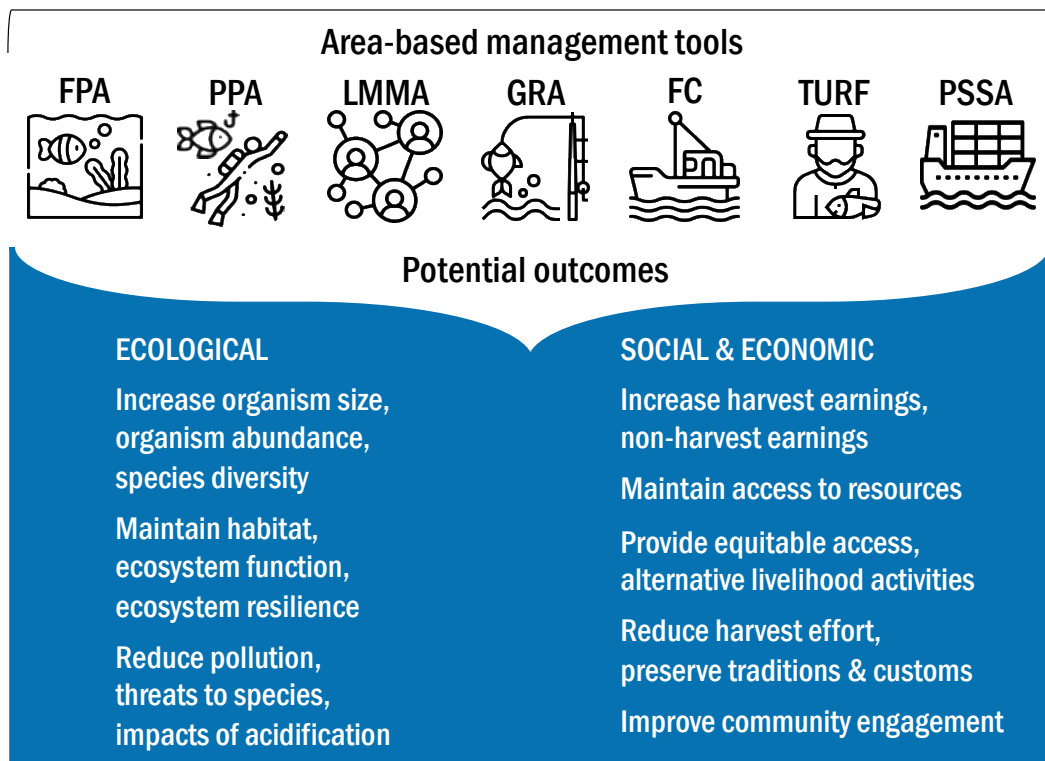 Area-based management tools
FPA PPA LMMA GRA FC TURF PSSA
Potential outcomes
ECOLOGICAL
Increase organism size,
organism abundance,
species diversity
Maintain habitat,
ecosystem function,
ecosystem resilience
Reduce pollution,
threats to species,
impacts of acidification
SOCIAL & ECONOMIC
Increase harvest earnings,
non-harvest earnings
Maintain access to resources
Provide equitable access,
alternative livelihood activities
Reduce harvest effort,
preserve traditions & customs
Improve community engagement